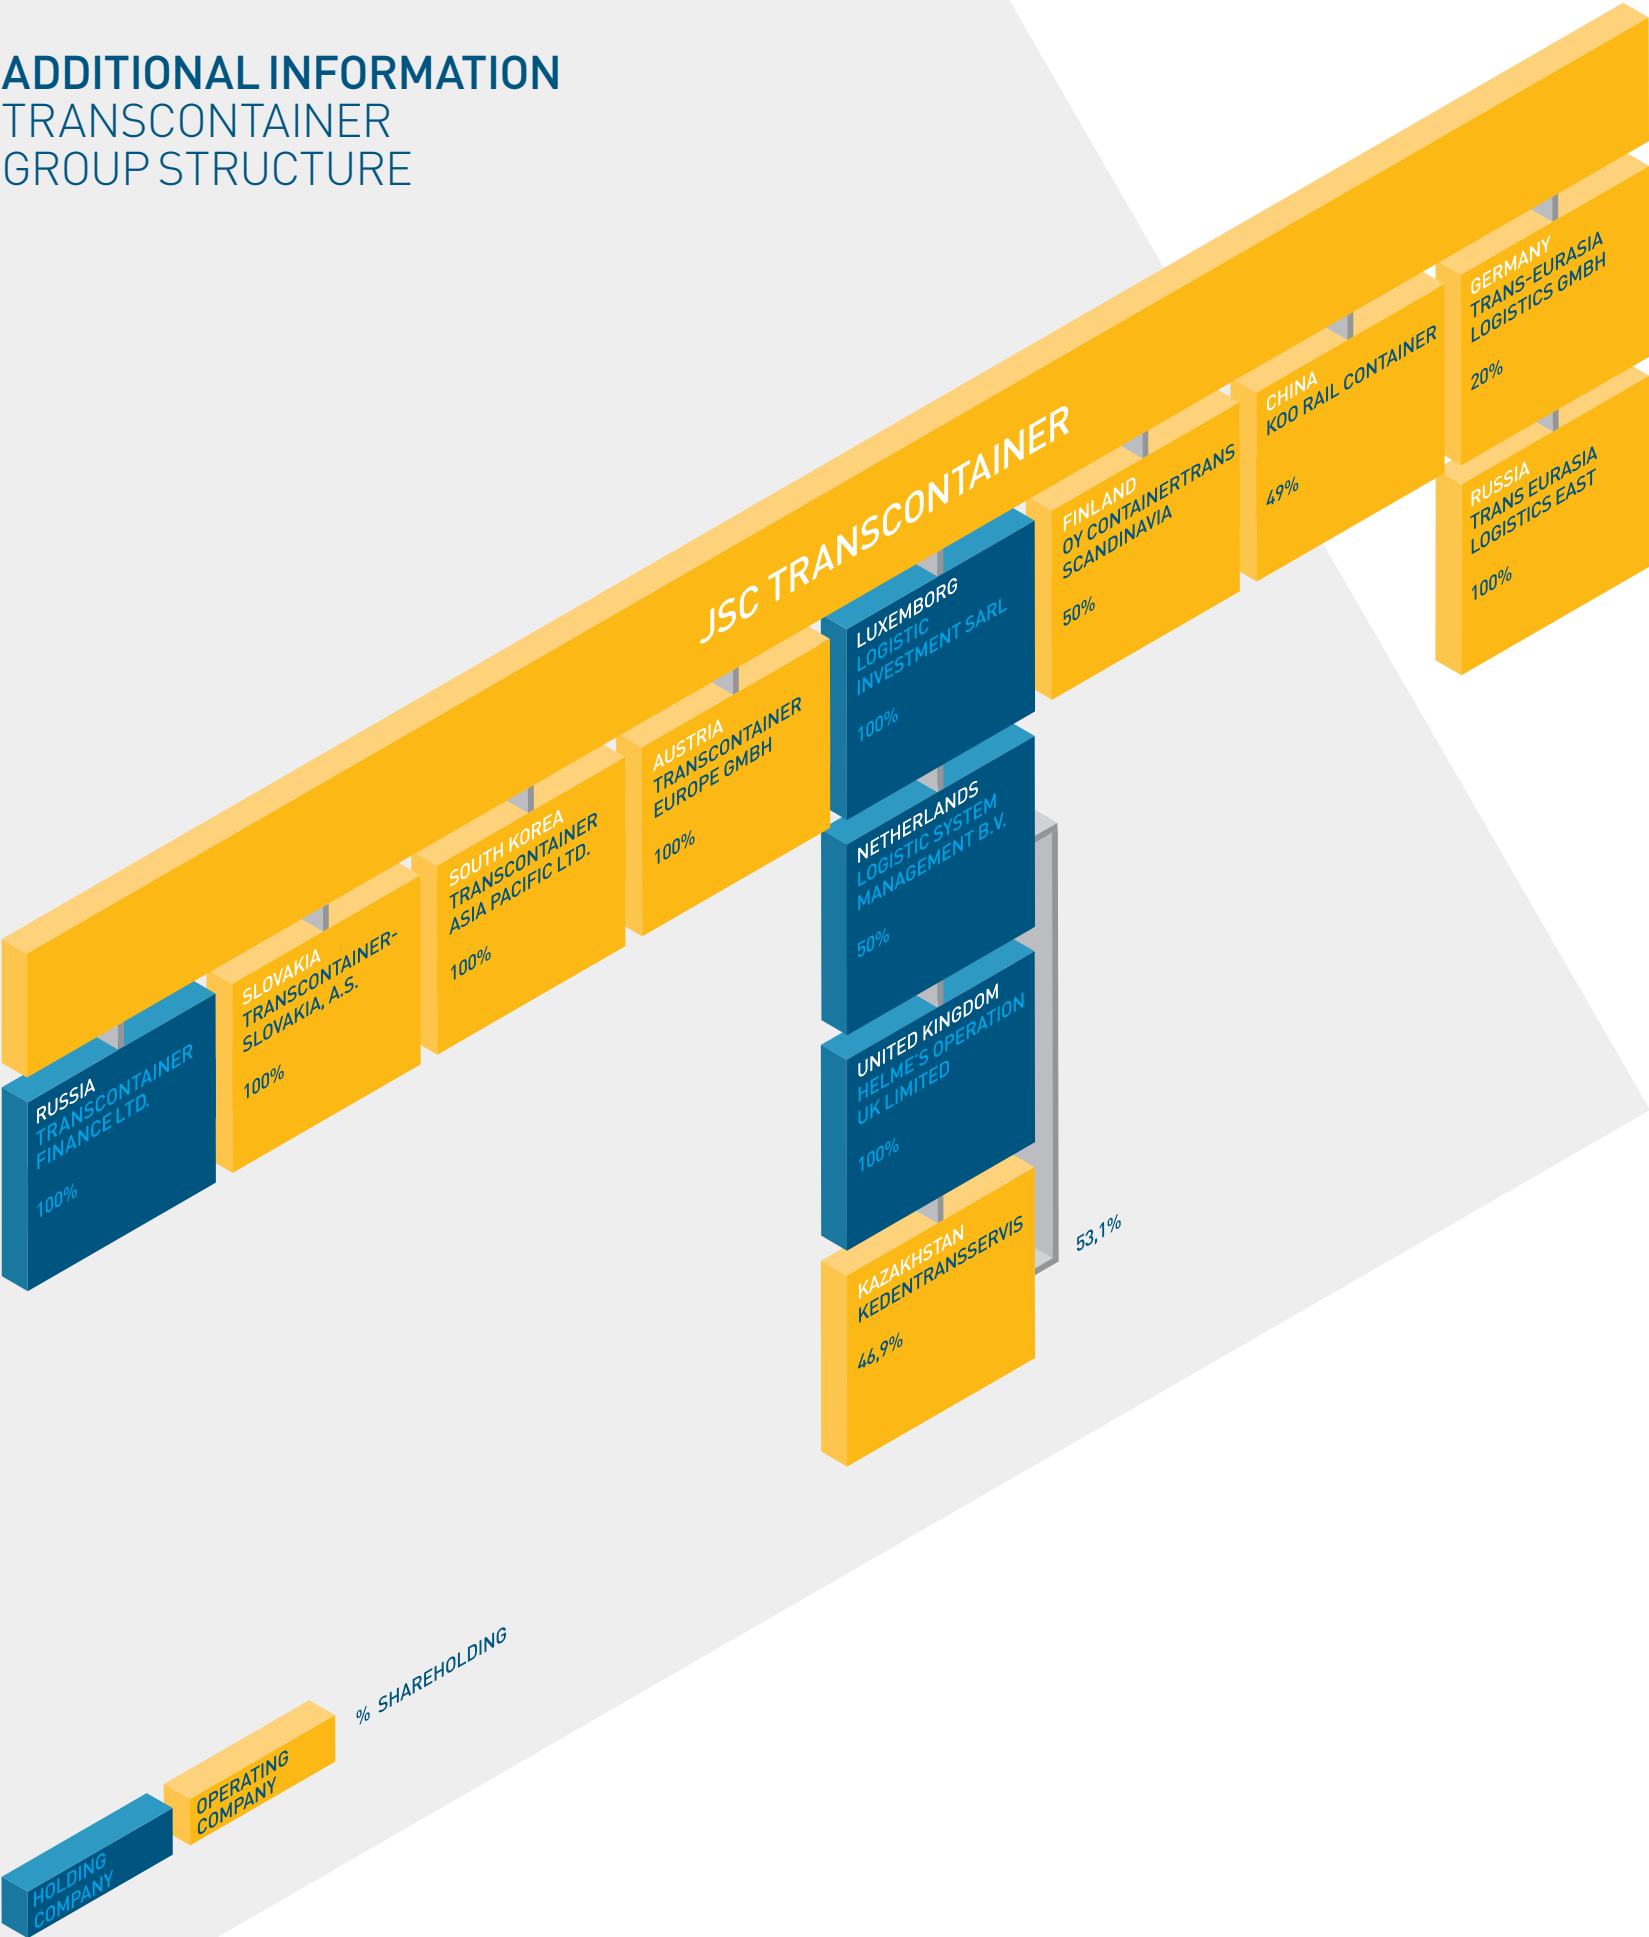 ADDITIONAL INFORMATION
TRANSCONTAINER
GROUP STRUCTURE
JSC TRANSCONTAINER
RUSSIA
TRANSCONTAINER
FINANCE LTD.
100%
SLOVAKIA
TRANSCONTAINER-
SLOVAKIA, A.S.
100%
SOUTH KOREA
TRANSCONTAINER
ASIA PACIFIC LTD.
100%
AUSTRIA
TRANSCONTAINER
EUROPE GMBH
100%
LUXEMBORG
LOGISTIC
INVESTMENT SARL
100%
NETHERLANDS
LOGISTIC SYSTEM
MANAGEMENT B.V.
50%
UNITED KINGDOM
HELME'S OPERATION
UK LIMITED
100%
KAZAKHSTAN
KEDENTRANSSERVIS
46,9%
53,1%
FINLAND
OY CONTAINERTRANS
SCANDINAVIA
50%
CHINA
KOO RAIL CONTAINER
49%
GERMANY
TRANS-EURASIA
LOGISTICS GMBH
20%
RUSSIA
TRANS EURASIA
LOGISTICS EAST
100%
HOLDING
COMPANY
OPERATING
COMPANY
% SHAREHOLDING